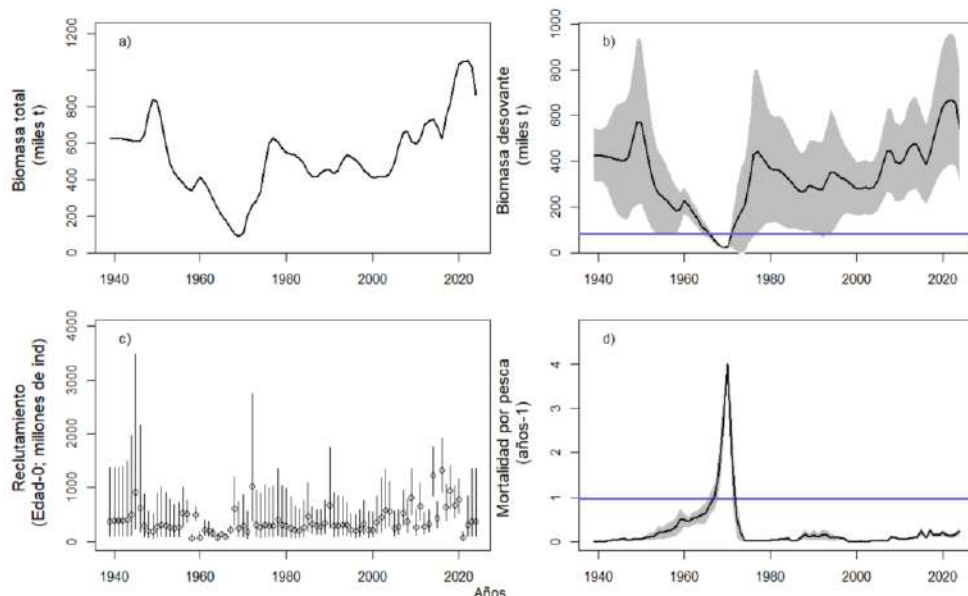 a)
Biomasa total
(miles t)
0 200 400 600 800 1200
1940 1960 1980 2000 2020
b)
Biomasa desovante
(miles t)
0 200 400 600 800 1000
1940 1960 1980 2000 2020
c)
Reclutamiento
(Edad-0; millones de ind)
0 1000 2000 3000 4000
1940 1960 1980 2000 2020
d)
Mortalidad por pesca
(años-1)
0 1 2 3 4
1940 1960 1980 2000 2020
Años